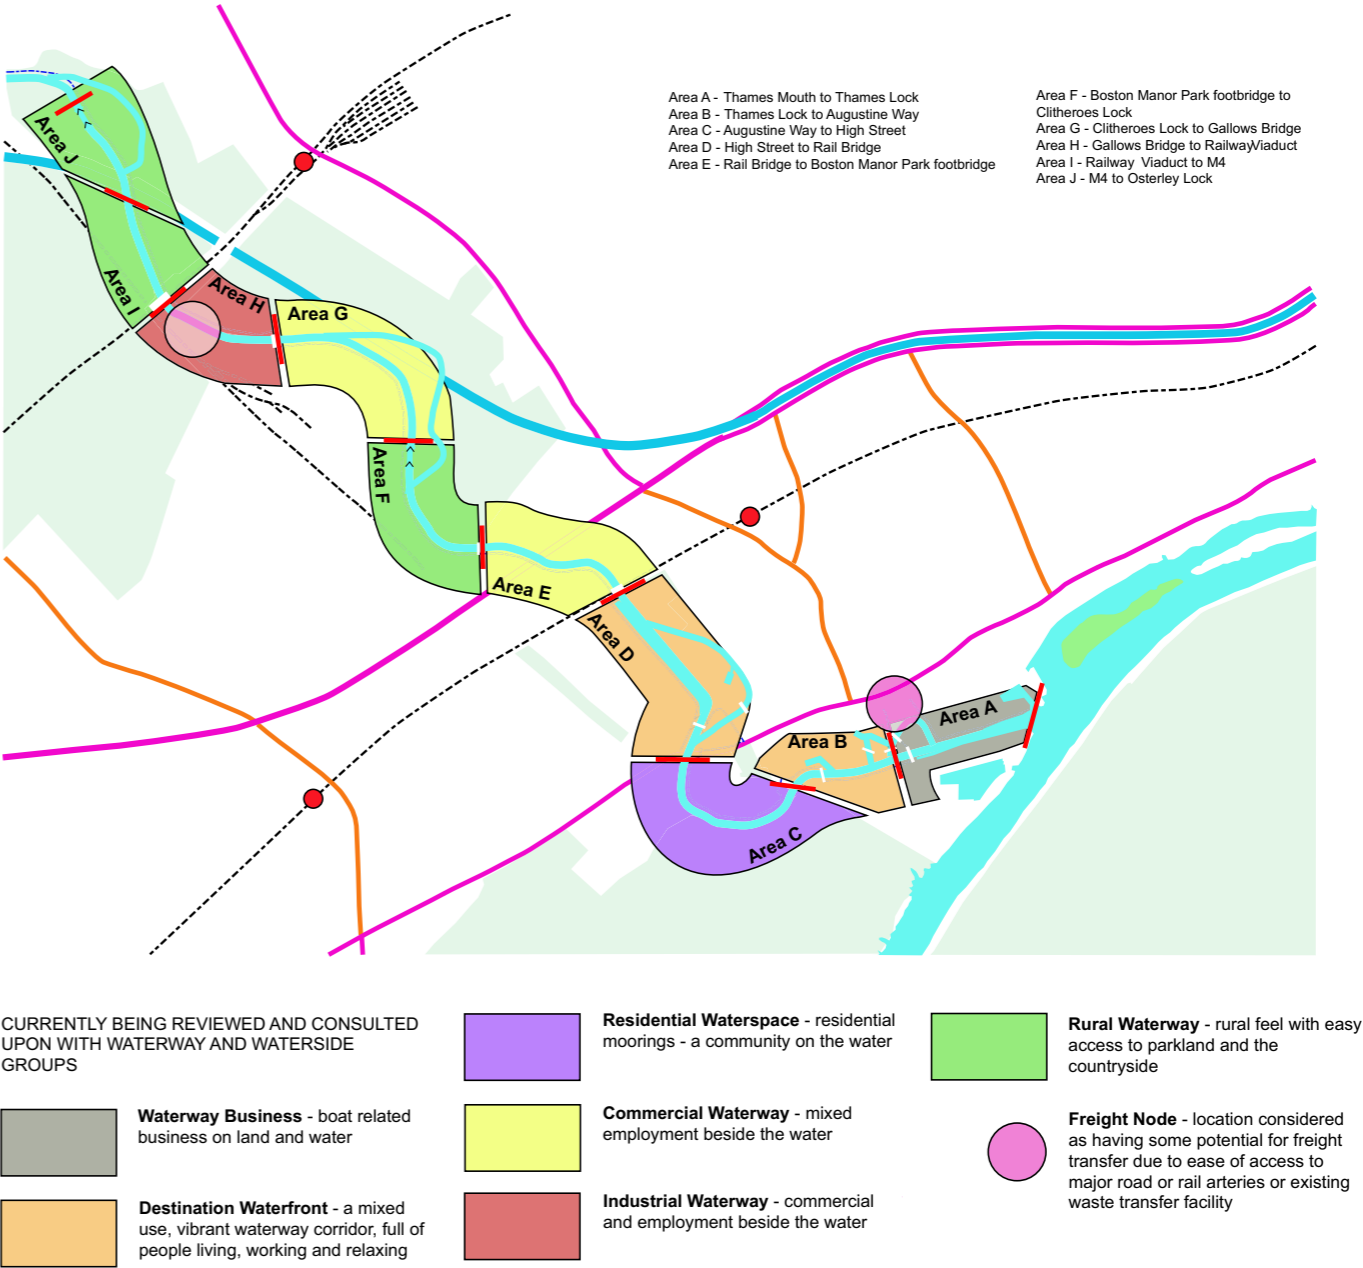 Area A - Thames Mouth to Thames Lock
Area B - Thames Lock to Augustine Way
Area C - Augustine Way to High Street
Area D - High Street to Rail Bridge
Area E - Rail Bridge to Boston Manor Park footbridge
Area F - Boston Manor Park footbridge to
Clitheroes Lock
Area G - Clitheroes Lock to Gallows Bridge
Area H - Gallows Bridge to RailwayViaduct
Area I - Railway Viaduct to M4
Area J - M4 to Osterley Lock
Area J
Area I
Area H
Area G
Area F
Area E
Area D
Area A
Area B
Area C
CURRENTLY BEING REVIEWED AND CONSULTED
UPON WITH WATERWAY AND WATERSIDE
GROUPS
Waterway Business - boat related
business on land and water
Destination Waterfront - a mixed
use, vibrant waterway corridor, full of
people living, working and relaxing
Residential Waterspace - residential
moorings - a community on the water
Commercial Waterway - mixed
employment beside the water
Industrial Waterway - commercial
and employment beside the water
Rural Waterway - rural feel with easy
access to parkland and the
countryside
Freight Node - location considered
as having some potential for freight
transfer due to ease of access to
major road or rail arteries or existing
waste transfer facility